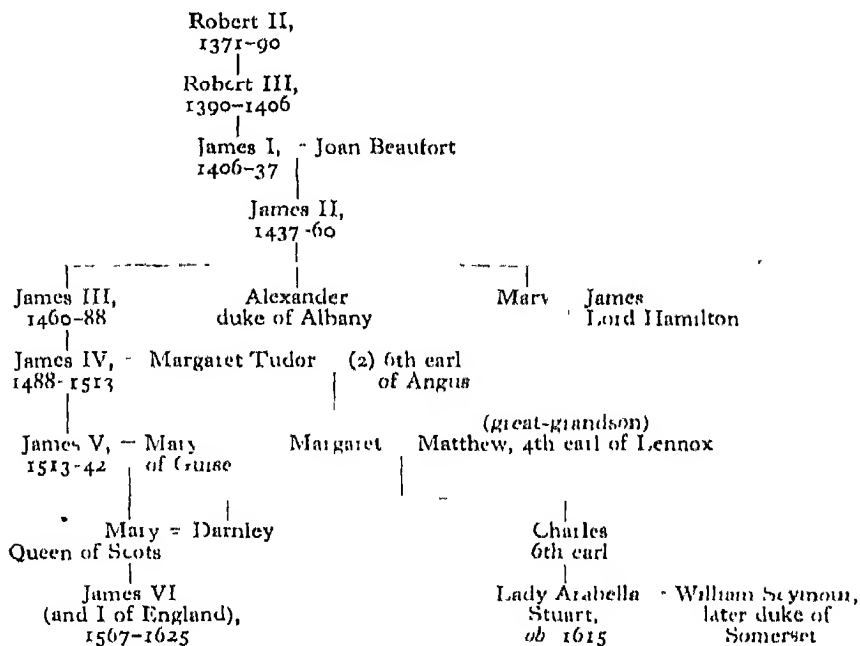 Robert II,
1371-90
Robert III,
1390-1406
James I, - Joan Beaufort
1406-37
James II,
1437-60
James III, Alexander Mary James
1460-88 duke of Albany Lord Hamilton
James IV, - Margaret Tudor (2) 6th earl
1488-1513 of Angus
(great-grandson)
James V, - Mary Margaret Matthew, 4th earl of Lennox
1513-42 of Guise
Mary = Darnley Charles
Queen of Scots 6th earl
James VI Lady Arabella - William Seymour,
(and I of England), Stuart, later duke of
1567-1625 ob 1615 Somerset